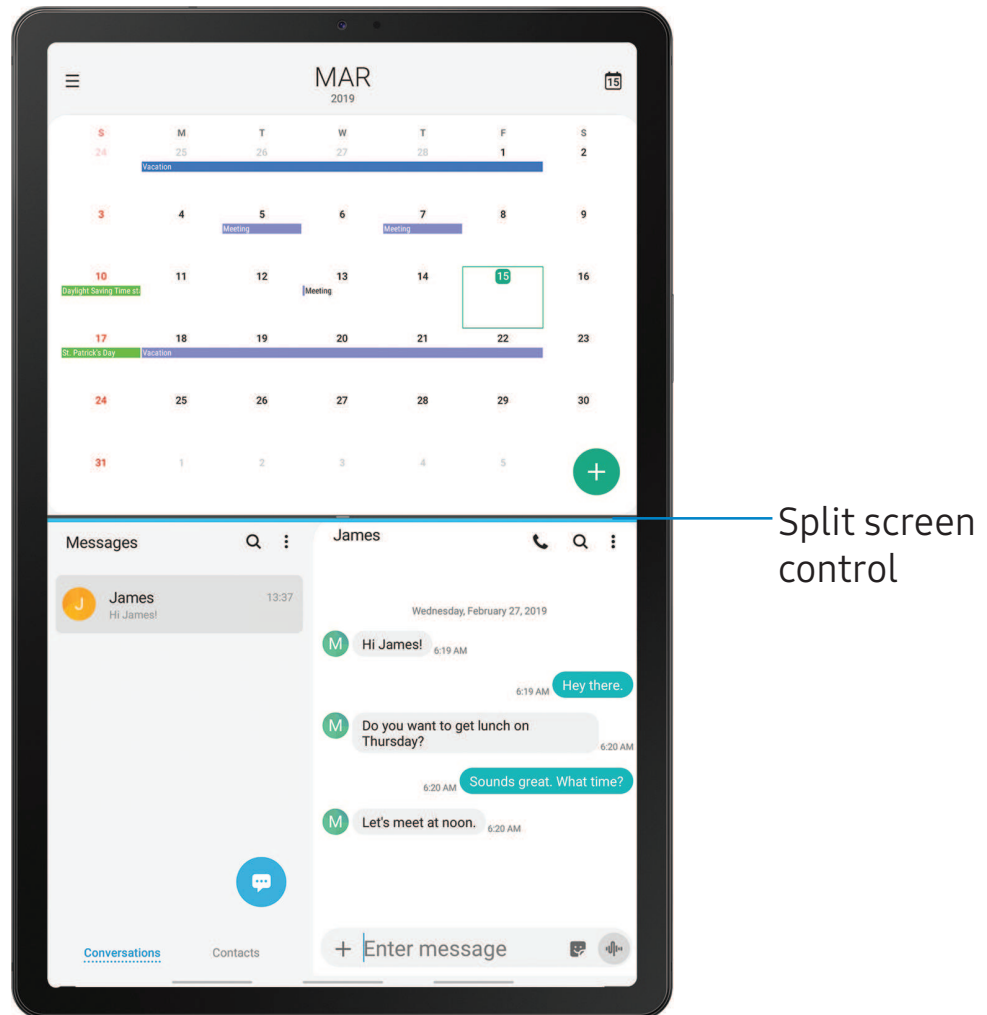 MAR
15
2019
S M T W T F S
24 25 26 27 28 1 2
Vacation
3 4 5 6 7 8 9
Meeting Meeting
10 11 12 13 14 15 16
Daylight Saving Time sta Meeting
17 18 19 20 21 22 23
St. Patrick's Day Vacation
24 25 26 27 28 29 30
31 1 2 3 4 5
+
Split screen
control
Messages
J
James 13:37
Hi James!
Conversations Contacts
James
Wednesday, February 27, 2019
M Hi James! 6:19 AM
6:19 AM Hey there.
M Do you want to get lunch on
Thursday? 6:20 AM
6:20 AM Sounds great. What time?
M Let's meet at noon. 6:20 AM
+ Enter message